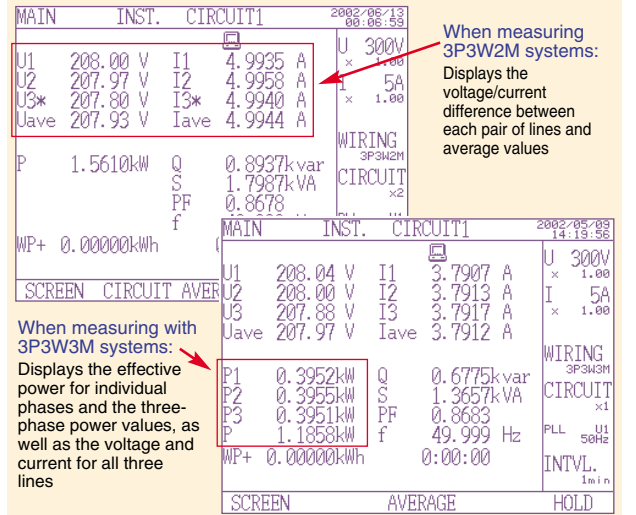 MAIN INST. CIRCUIT1 2002/06/13
00:06:59
U1 208.00 V I1 4.9935 A
U2 207.97 V I2 4.9958 A
U3* 207.80 V I3* 4.9940 A
Uave 207.93 V Iave 4.9944 A
P 1.5610kW Q 0.8937kvar
S 1.7987kVA
PF 0.8678
f
WP+ 0.00000kWh
SCREEN CIRCUIT AVER
U 300V
× 1.00
I 5A
× 1.00
WIRING
3P3W2M
CIRCUIT
×2
When measuring
3P3W2M systems:
Displays the
voltage/current
difference between
each pair of lines and
average values
MAIN INST. CIRCUIT1 2002/05/09
14:19:56
U1 208.04 V I1 3.7907 A
U2 208.00 V I2 3.7913 A
U3 207.88 V I3 3.7917 A
Uave 207.97 V Iave 3.7912 A
P1 0.3952kW Q 0.6775kvar
P2 0.3955kW S 1.3657kVA
P3 0.3951kW PF 0.8683
P 1.1858kW f 49.999 Hz
WP+ 0.00000kWh 0:00:00
SCREEN AVERAGE HOLD
U 300V
× 1.00
I 5A
× 1.00
WIRING
3P3W3M
CIRCUIT
×1
PLL U1
50Hz
INTVL.
1min
When measuring with
3P3W3M systems:
Displays the effective
power for individual
phases and the three-
phase power values, as
well as the voltage and
current for all three
lines